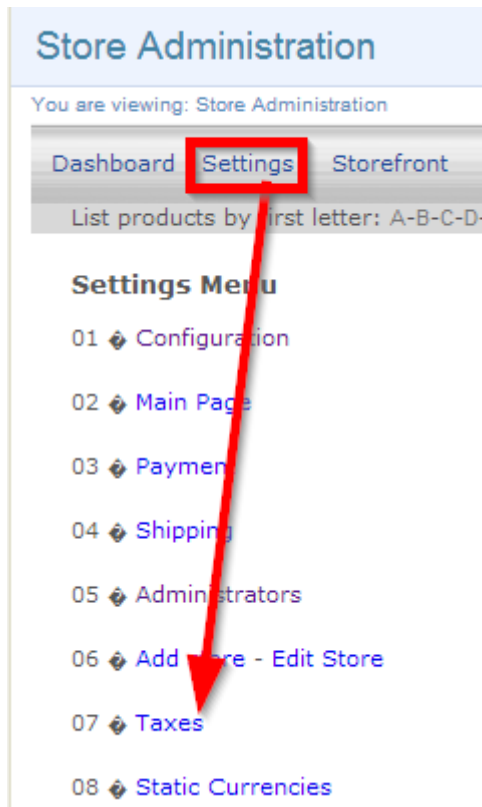 Store Administration
You are viewing: Store Administration
Dashboard Settings Storefront
List products by first letter: A-B-C-D-
Settings Menu
01 � Configuration
02 � Main Page
03 � Payment
04 � Shipping
05 � Administrators
06 � Add Store - Edit Store
07 � Taxes
08 � Static Currencies